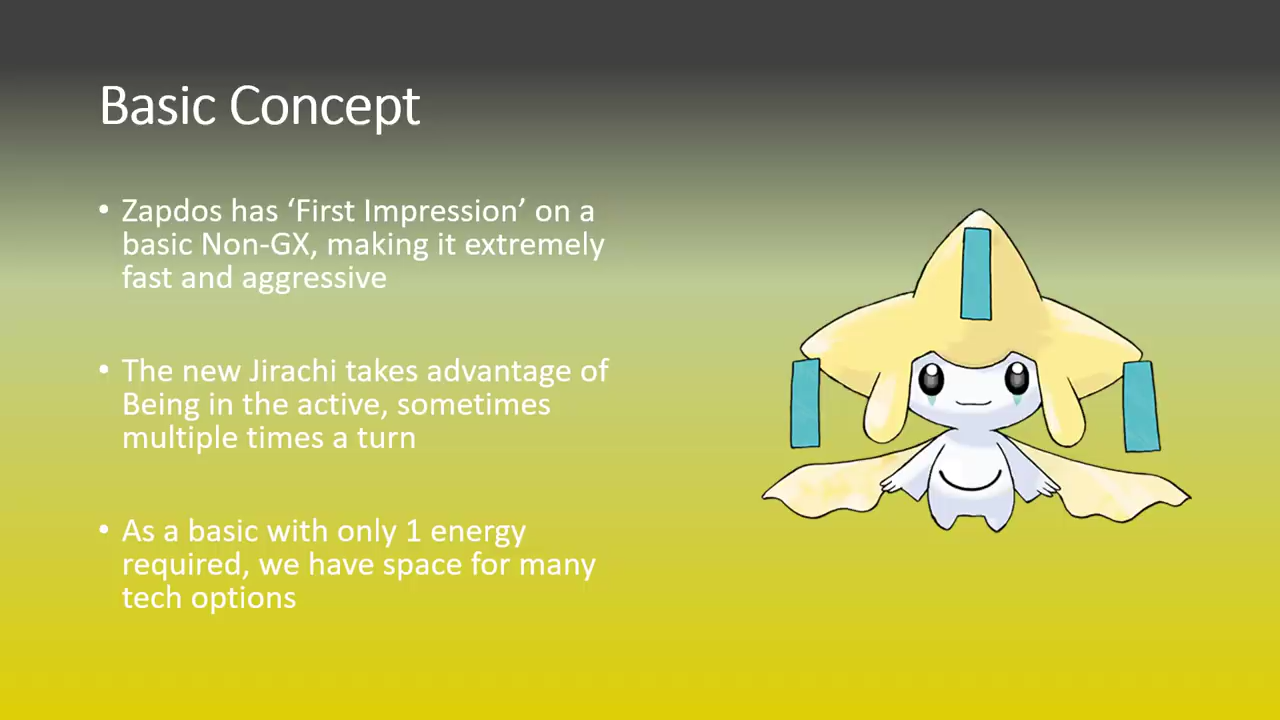 Basic Concept
• Zapdos has ‘First Impression’ on a
basic Non-GX, making it extremely
fast and aggressive
• The new Jirachi takes advantage of
Being in the active, sometimes
multiple times a turn
• As a basic with only 1 energy
required, we have space for many
tech options